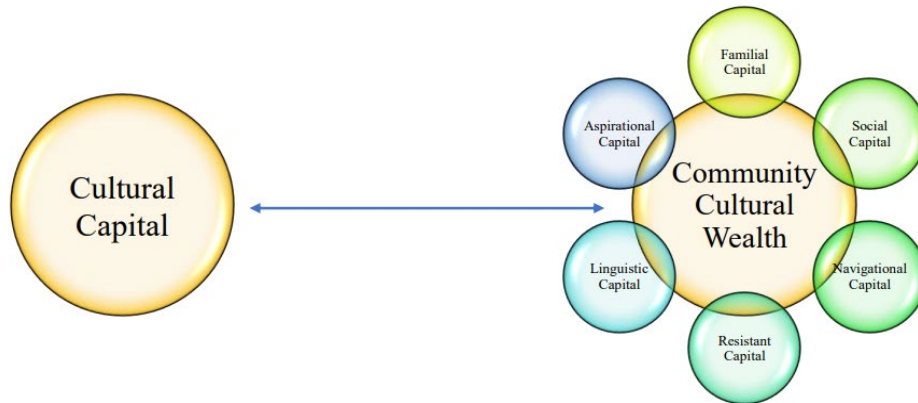 Cultural
Capital
Familial
Capital
Aspirational
Capital
Social
Capital
Community
Cultural
Wealth
Linguistic
Capital
Navigational
Capital
Resistant
Capital